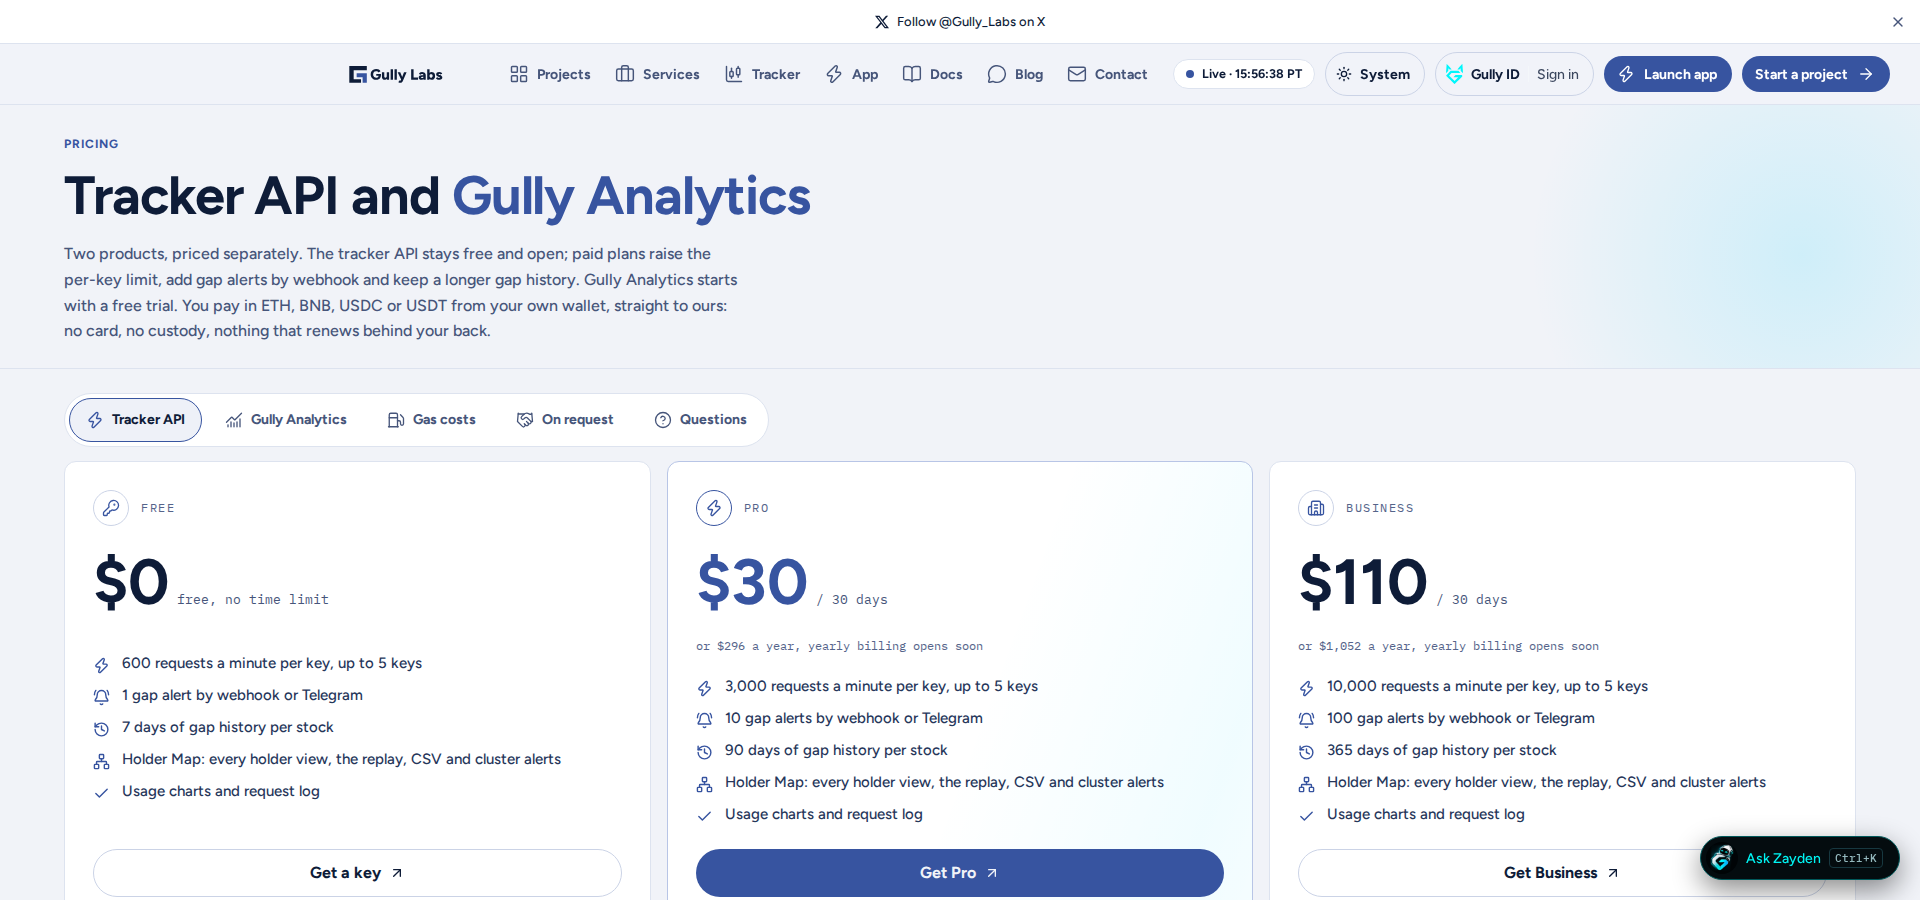 Follow @Gully_Labs on X
Gully Labs
Projects
Services
Tracker
App
Docs
Blog
Contact
Live · 15:56:38 PT
System
Gully ID Sign in
Launch app
Start a project
PRICING
Tracker API and Gully Analytics
Two products, priced separately. The tracker API stays free and open; paid plans raise the
per-key limit, add gap alerts by webhook and keep a longer gap history. Gully Analytics starts
with a free trial. You pay in ETH, BNB, USDC or USDT from your own wallet, straight to ours:
no card, no custody, nothing that renews behind your back.
Tracker API
Gully Analytics
Gas costs
On request
Questions
FREE
$0 free, no time limit
600 requests a minute per key, up to 5 keys
1 gap alert by webhook or Telegram
7 days of gap history per stock
Holder Map: every holder view, the replay, CSV and cluster alerts
Usage charts and request log
Get a key
PRO
$30 / 30 days
or $296 a year, yearly billing opens soon
3,000 requests a minute per key, up to 5 keys
10 gap alerts by webhook or Telegram
90 days of gap history per stock
Holder Map: every holder view, the replay, CSV and cluster alerts
Usage charts and request log
Get Pro
BUSINESS
$110 / 30 days
or $1,052 a year, yearly billing opens soon
10,000 requests a minute per key, up to 5 keys
100 gap alerts by webhook or Telegram
365 days of gap history per stock
Holder Map: every holder view, the replay, CSV and cluster alerts
Usage charts and request log
Get Business
Ask Zayden Ctrl+K